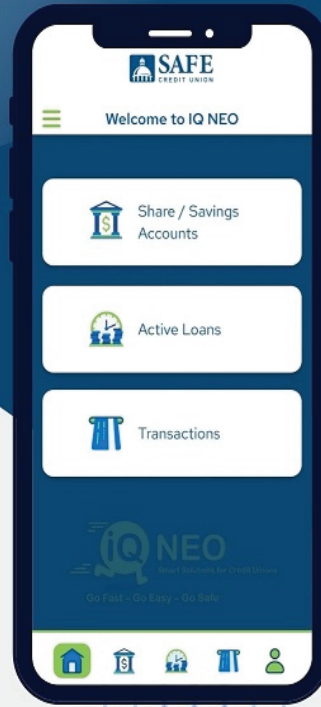 SAFE
CREDIT UNION
Welcome to IQ NEO
Share / Savings
Accounts
Active Loans
Transactions
iQ NEO
Smart Solutions for Credit Unions
Go Fast - Go Easy - Go Safe